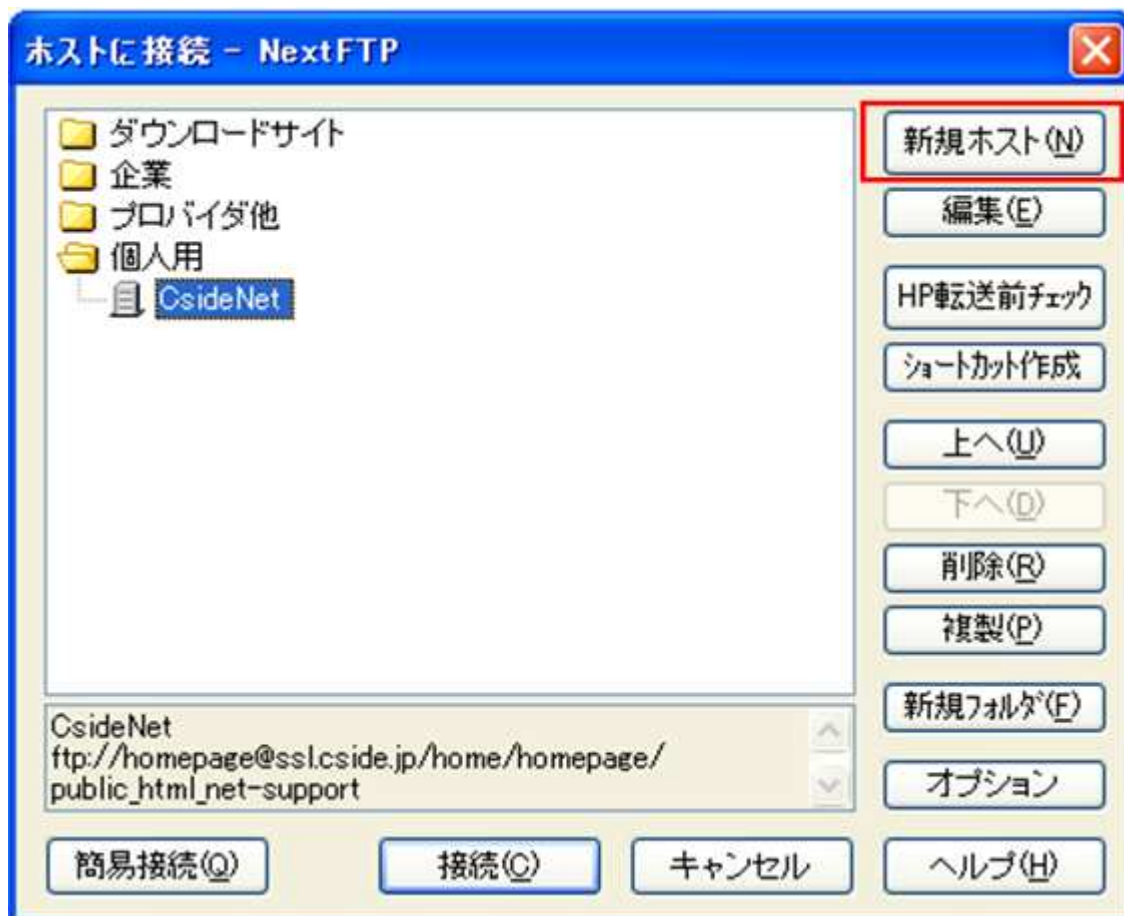 ホストに接続 - NextFTP
ダウンロードサイト
企業
プロバイダ他
個人用
CsideNet
CsideNet
ftp://homepage@ssl.cside.jp/home/homepage/
public_html_net-support
新規ホスト(N)
編集(E)
HP転送前チェック
ショートカット作成
上へ(U)
下へ(D)
削除(R)
複製(P)
新規フォルダ(F)
オプション
簡易接続(Q)
接続(C)
キャンセル
ヘルプ(H)